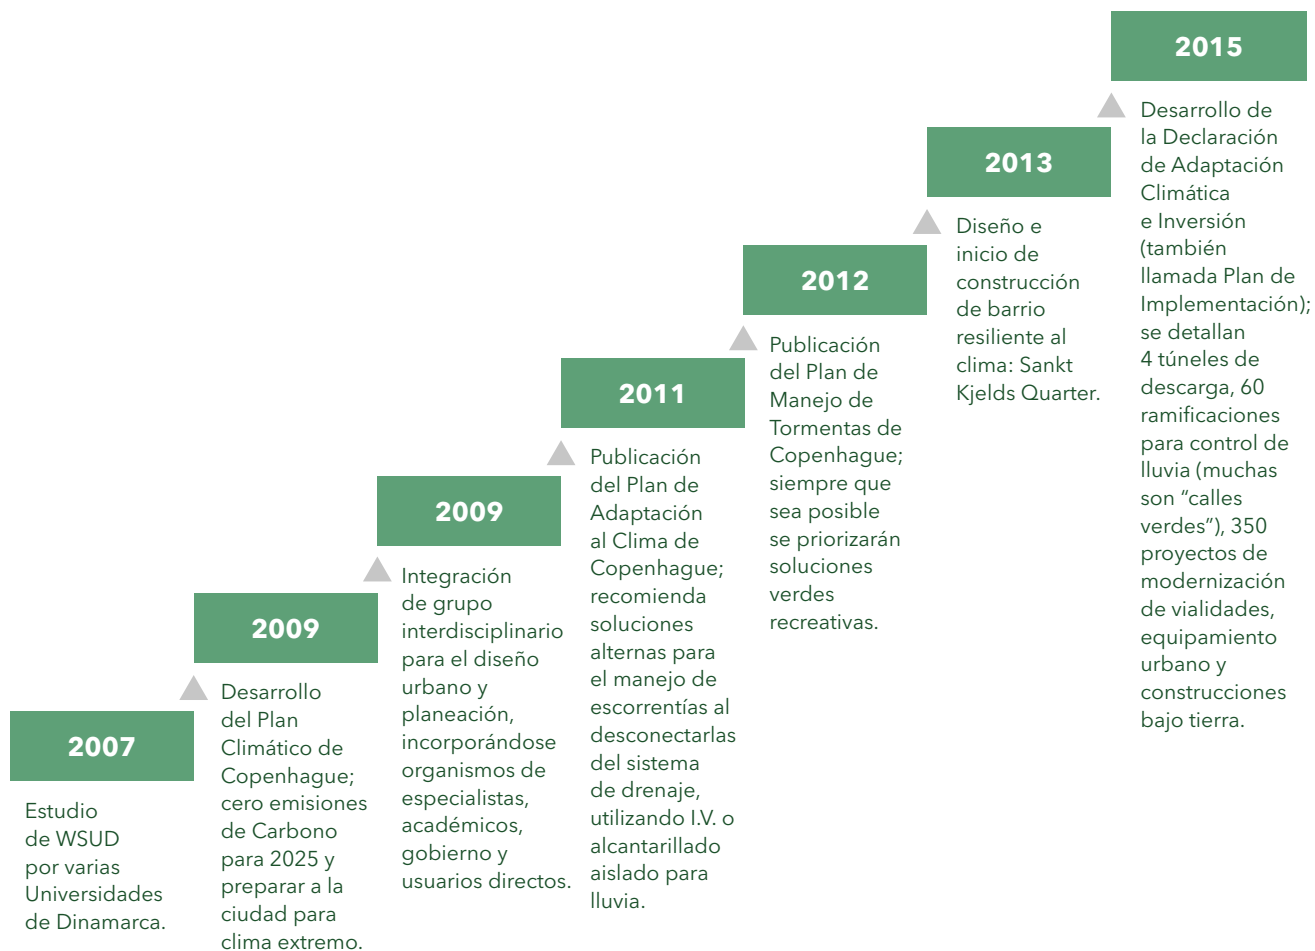 2007
Estudio
de WSUD
por varias
Universidades
de Dinamarca.
2009
Desarrollo
del Plan
Climático de
Copenhague;
cero emisiones
de Carbono
para 2025 y
preparar a la
ciudad para
clima extremo.
2009
Integración
de grupo
interdisciplinario
para el diseño
urbano y
planeación,
incorporándose
organismos de
especialistas,
académicos,
gobierno y
usuarios directos.
2011
Publicación
del Plan de
Adaptación
al Clima de
Copenhague;
recomienda
soluciones
alternas para
el manejo de
escorrentías al
desconectarlas
del sistema
de drenaje,
utilizando I.V. o
alcantarillado
aislado para
lluvia.
2012
Publicación
del Plan de
Manejo de
Tormentas de
Copenhague;
siempre que
sea posible
se priorizarán
soluciones
verdes
recreativas.
2013
Diseño e
inicio de
construcción
de barrio
resiliente al
clima: Sankt
Kjelds Quarter.
2015
Desarrollo de
la Declaración
de Adaptación
Climática
e Inversión
(también
llamada Plan de
Implementación);
se detallan
4 túneles de
descarga, 60
ramificaciones
para control de
lluvia (muchas
son “calles
verdes”), 350
proyectos de
modernización
de vialidades,
equipamiento
urbano y
construcciones
bajo tierra.